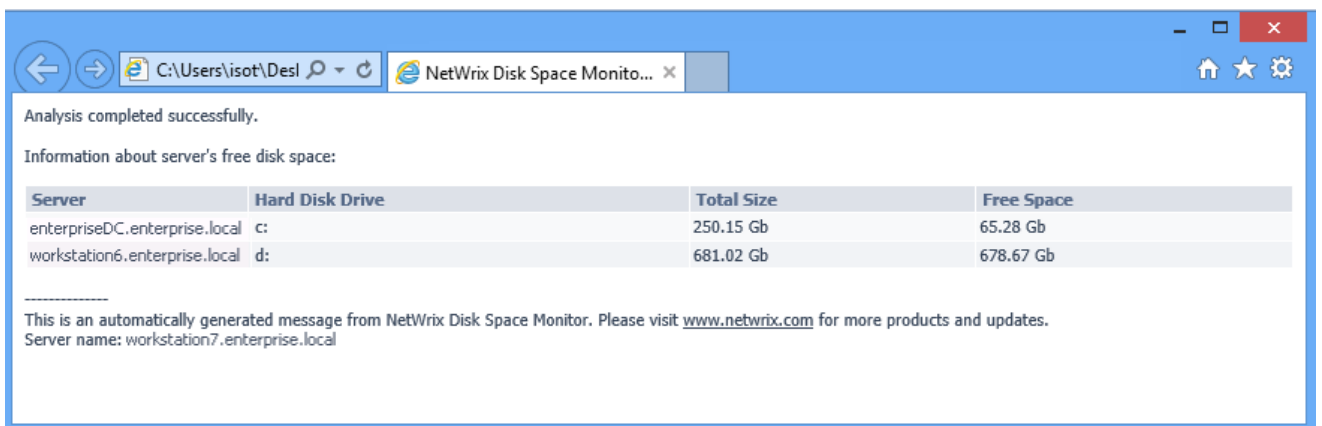 C:\Users\isot\Desl
NetWrix Disk Space Monito...
Analysis completed successfully.
Information about server's free disk space:
Server Hard Disk Drive Total Size Free Space
enterpriseDC.enterprise.local c: 250.15 Gb 65.28 Gb
workstation6.enterprise.local d: 681.02 Gb 678.67 Gb
--------------
This is an automatically generated message from NetWrix Disk Space Monitor. Please visit www.netwrix.com for more products and updates.
Server name: workstation7.enterprise.local